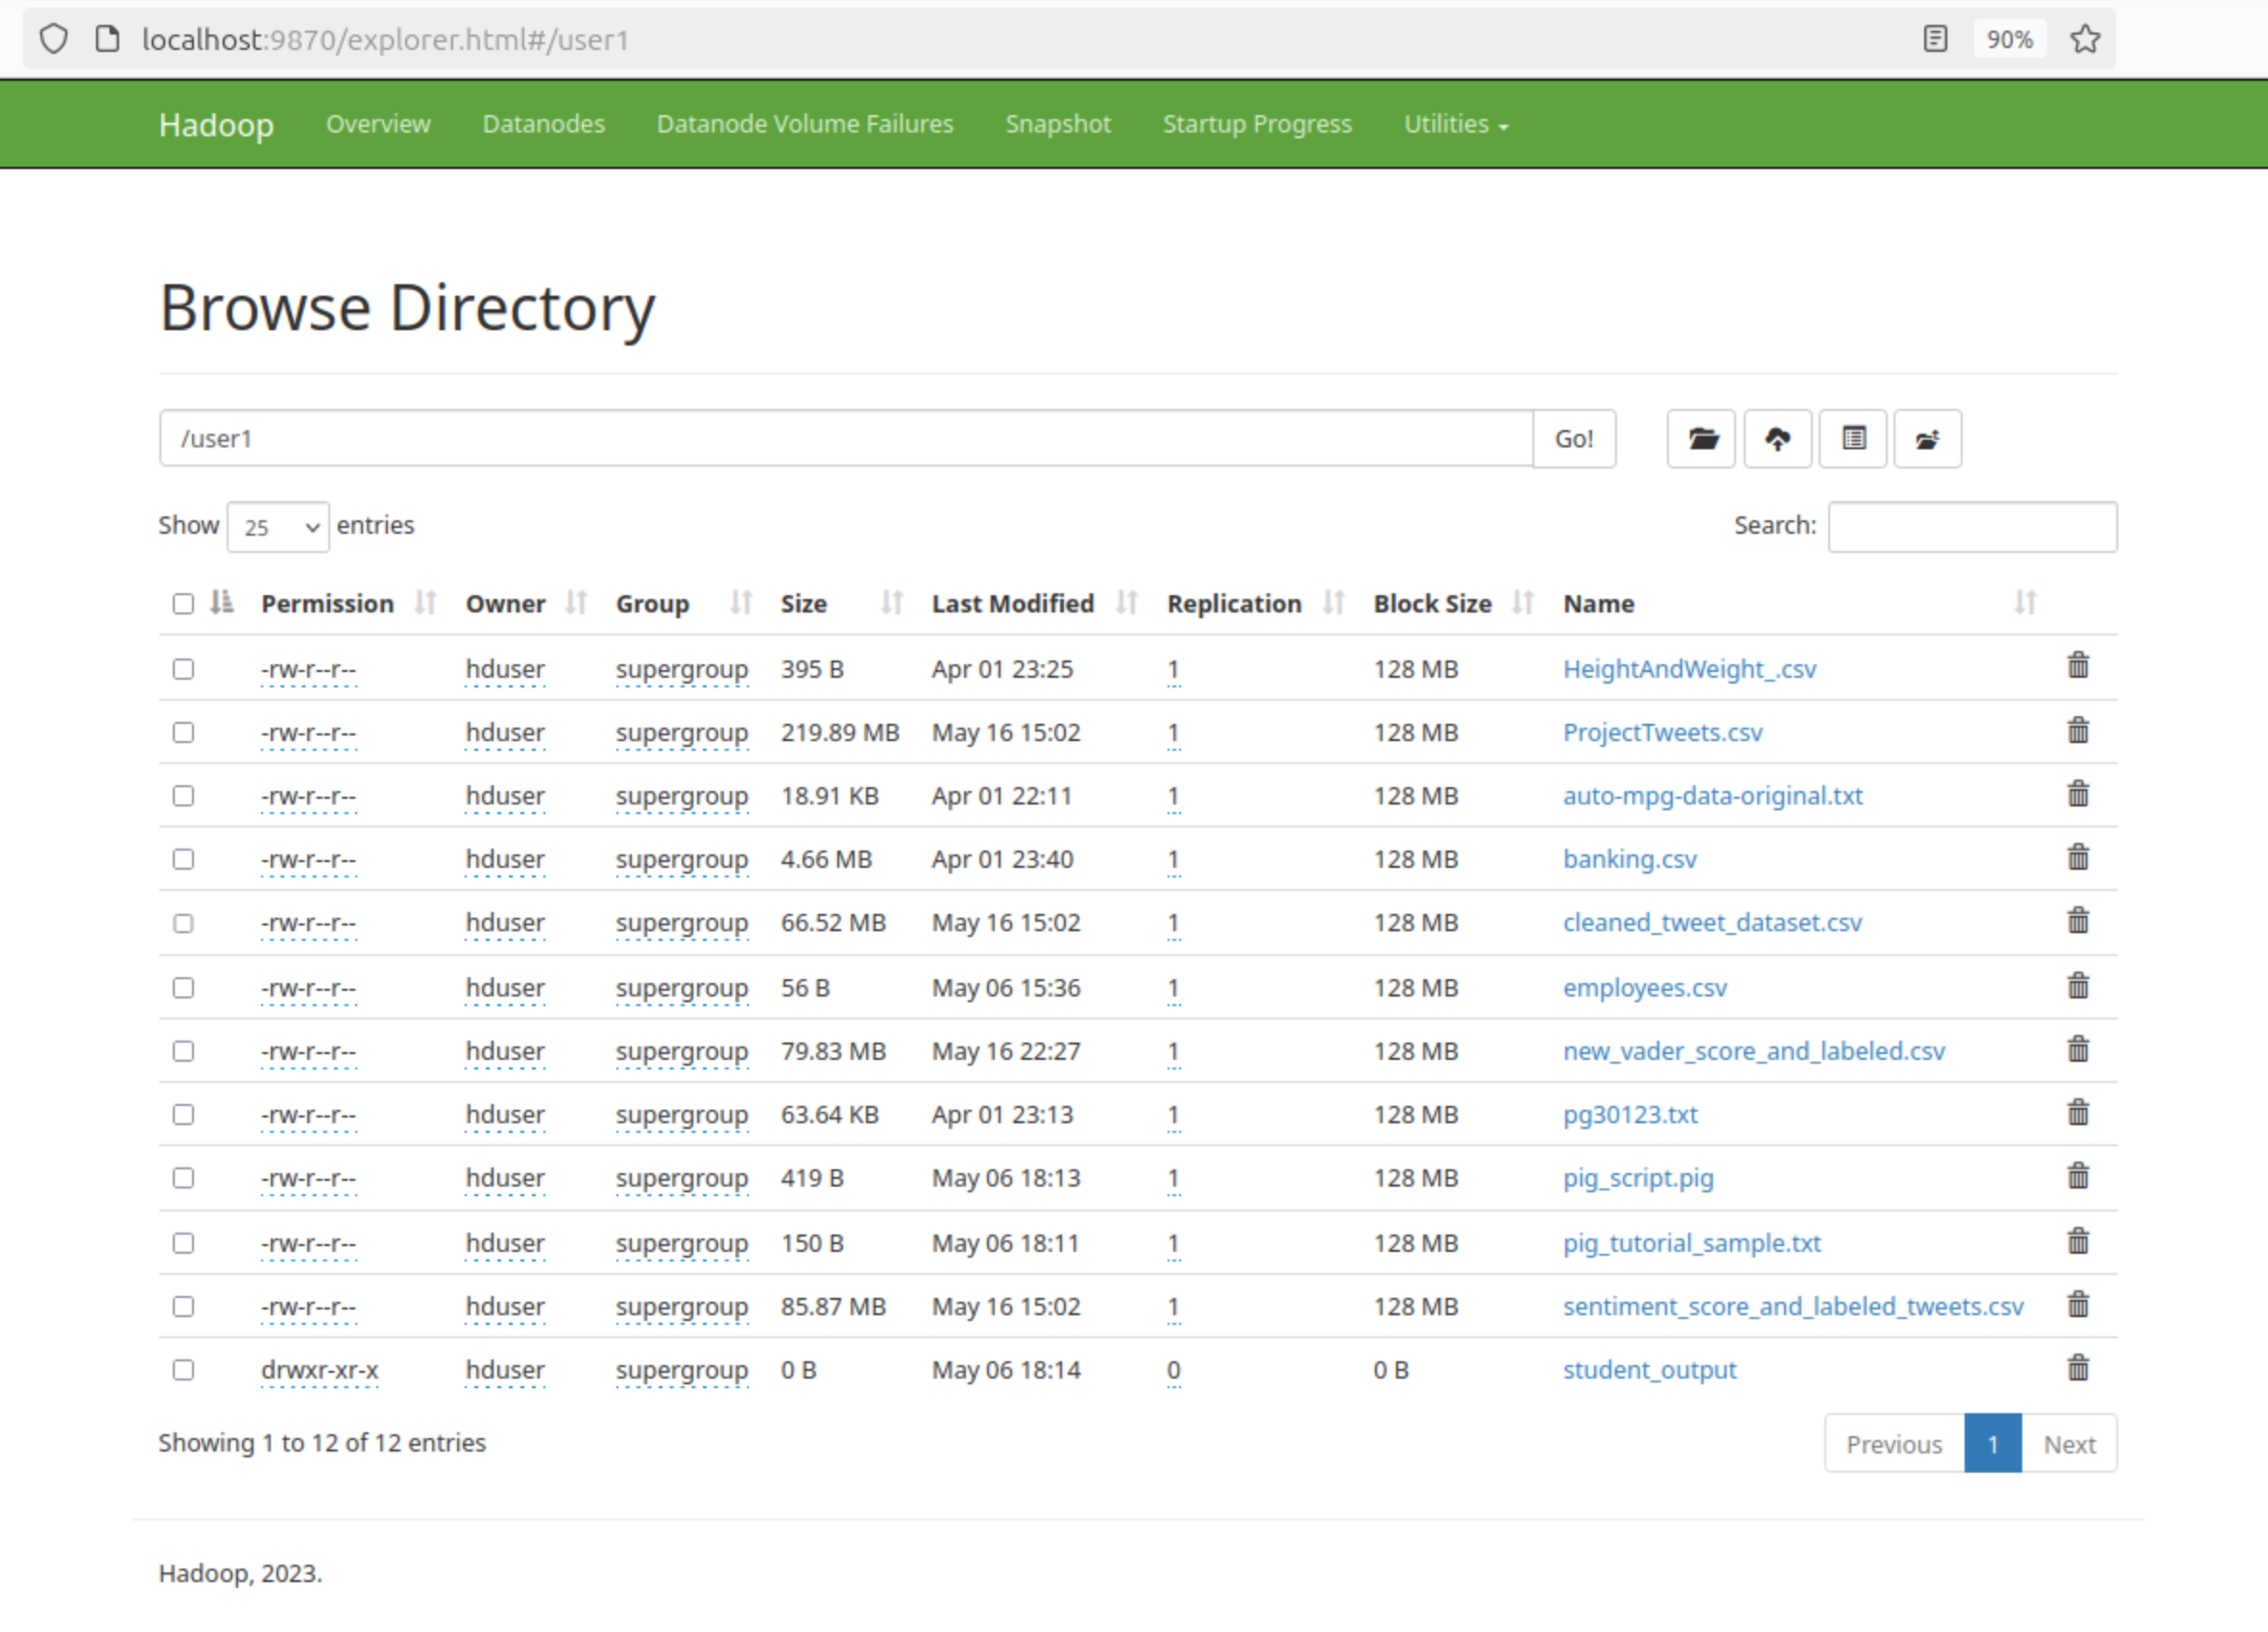 localhost:9870/explorer.html#/user1 90%
Hadoop Overview Datanodes Datanode Volume Failures Snapshot Startup Progress Utilities
Browse Directory
/user1 Go!
Show 25 entries Search:
Permission Owner Group Size Last Modified Replication Block Size Name
-rw-r--r-- hduser supergroup 395 B Apr 01 23:25 1 128 MB HeightAndWeight_.csv
-rw-r--r-- hduser supergroup 219.89 MB May 16 15:02 1 128 MB ProjectTweets.csv
-rw-r--r-- hduser supergroup 18.91 KB Apr 01 22:11 1 128 MB auto-mpg-data-original.txt
-rw-r--r-- hduser supergroup 4.66 MB Apr 01 23:40 1 128 MB banking.csv
-rw-r--r-- hduser supergroup 66.52 MB May 16 15:02 1 128 MB cleaned_tweet_dataset.csv
-rw-r--r-- hduser supergroup 56 B May 06 15:36 1 128 MB employees.csv
-rw-r--r-- hduser supergroup 79.83 MB May 16 22:27 1 128 MB new_vader_score_and_labeled.csv
-rw-r--r-- hduser supergroup 63.64 KB Apr 01 23:13 1 128 MB pg30123.txt
-rw-r--r-- hduser supergroup 419 B May 06 18:13 1 128 MB pig_script.pig
-rw-r--r-- hduser supergroup 150 B May 06 18:11 1 128 MB pig_tutorial_sample.txt
-rw-r--r-- hduser supergroup 85.87 MB May 16 15:02 1 128 MB sentiment_score_and_labeled_tweets.csv
drwxr-xr-x hduser supergroup 0 B May 06 18:14 0 0 B student_output
Showing 1 to 12 of 12 entries Previous 1 Next
Hadoop, 2023.